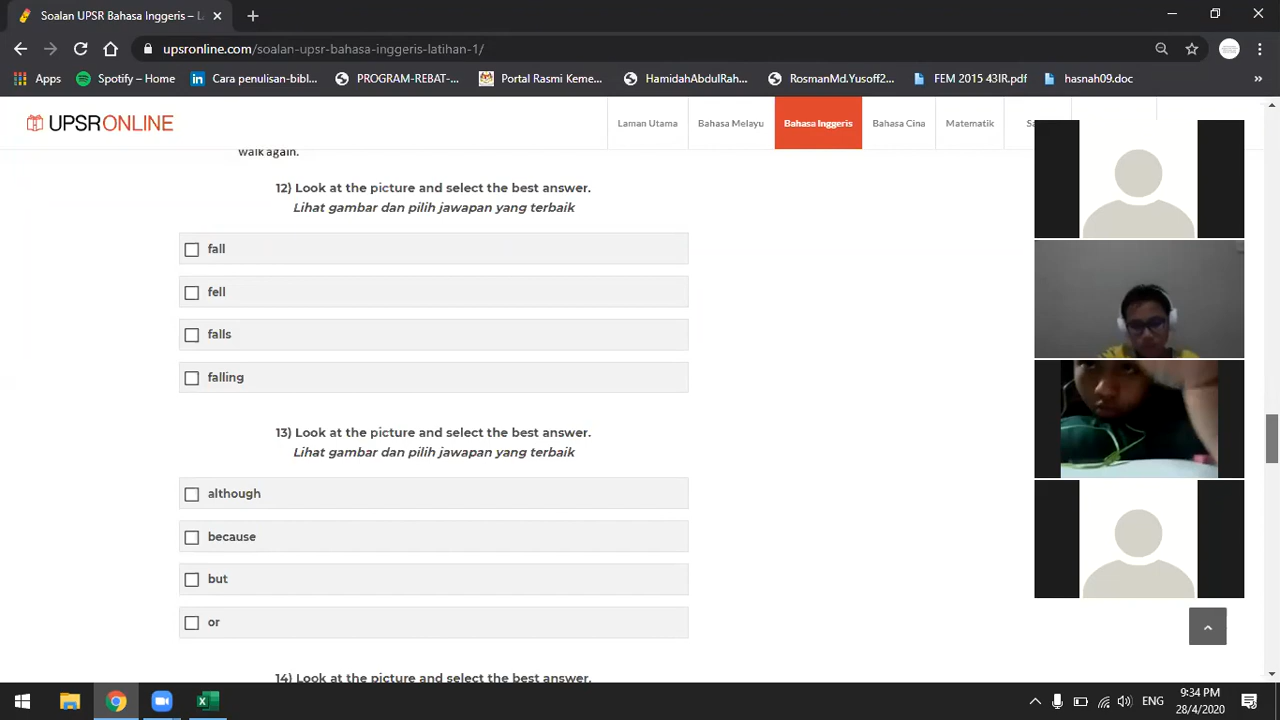 Soalan UPSR Bahasa Inggeris – L
upsronline.com/soalan-upsr-bahasa-inggeris-latihan-1/
Apps
Spotify – Home
Cara penulisan-bibl...
PROGRAM-REBAT-...
Portal Rasmi Keme...
HamidahAbdulRah...
RosmanMd.Yusoff2...
FEM 2015 43IR.pdf
hasnah09.doc
»
UPSRONLINE
Laman Utama
Bahasa Melayu
Bahasa Inggeris
Bahasa Cina
Matematik
walk again.
12) Look at the picture and select the best answer.
Lihat gambar dan pilih jawapan yang terbaik
fall
fell
falls
falling
13) Look at the picture and select the best answer.
Lihat gambar dan pilih jawapan yang terbaik
although
because
but
or
14) Look at the picture and select the best answer.
ENG
9:34 PM
28/4/2020